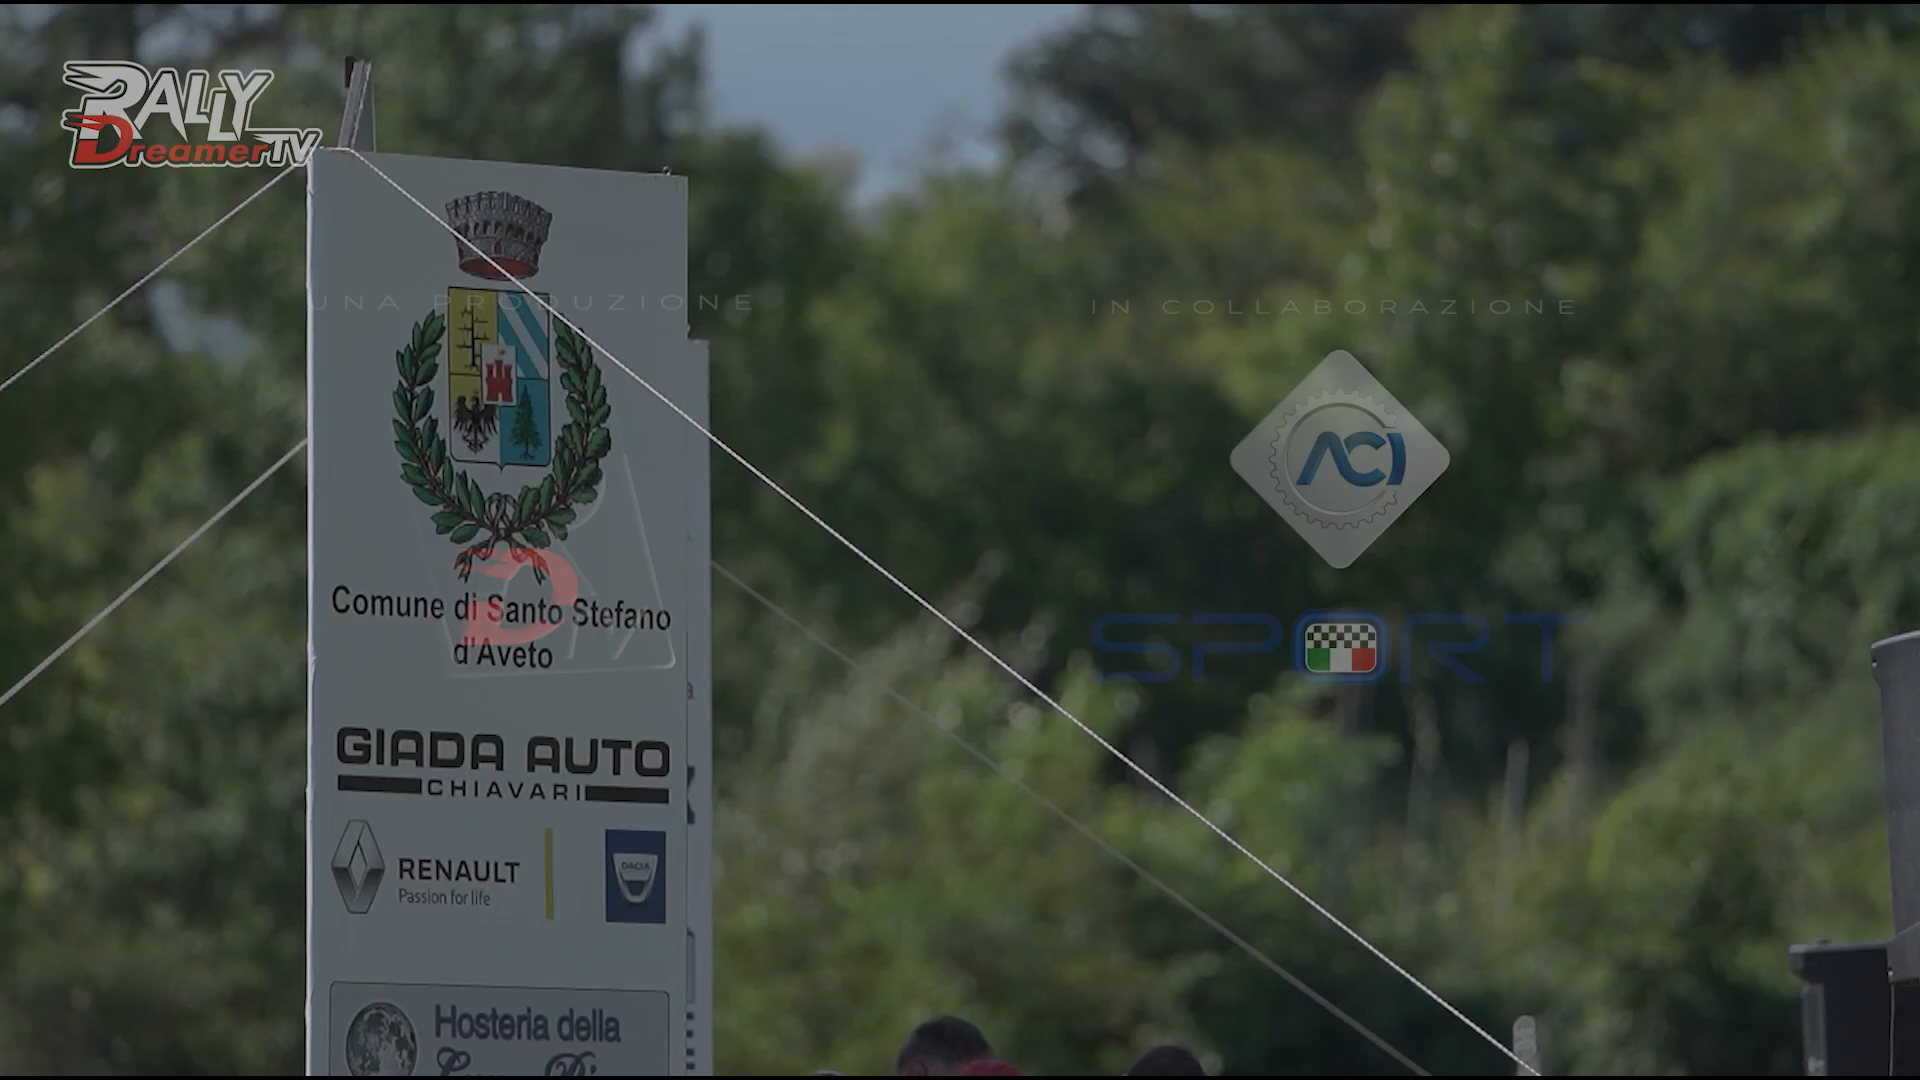 RALLY
DreamerTV
UNA PRODUZIONE
IN COLLABORAZIONE
ACI
SPORT
Comune di Santo Stefano
d'Aveto
GIADA AUTO
CHIAVARI
RENAULT
Passion for life
DACIA
Hosteria della